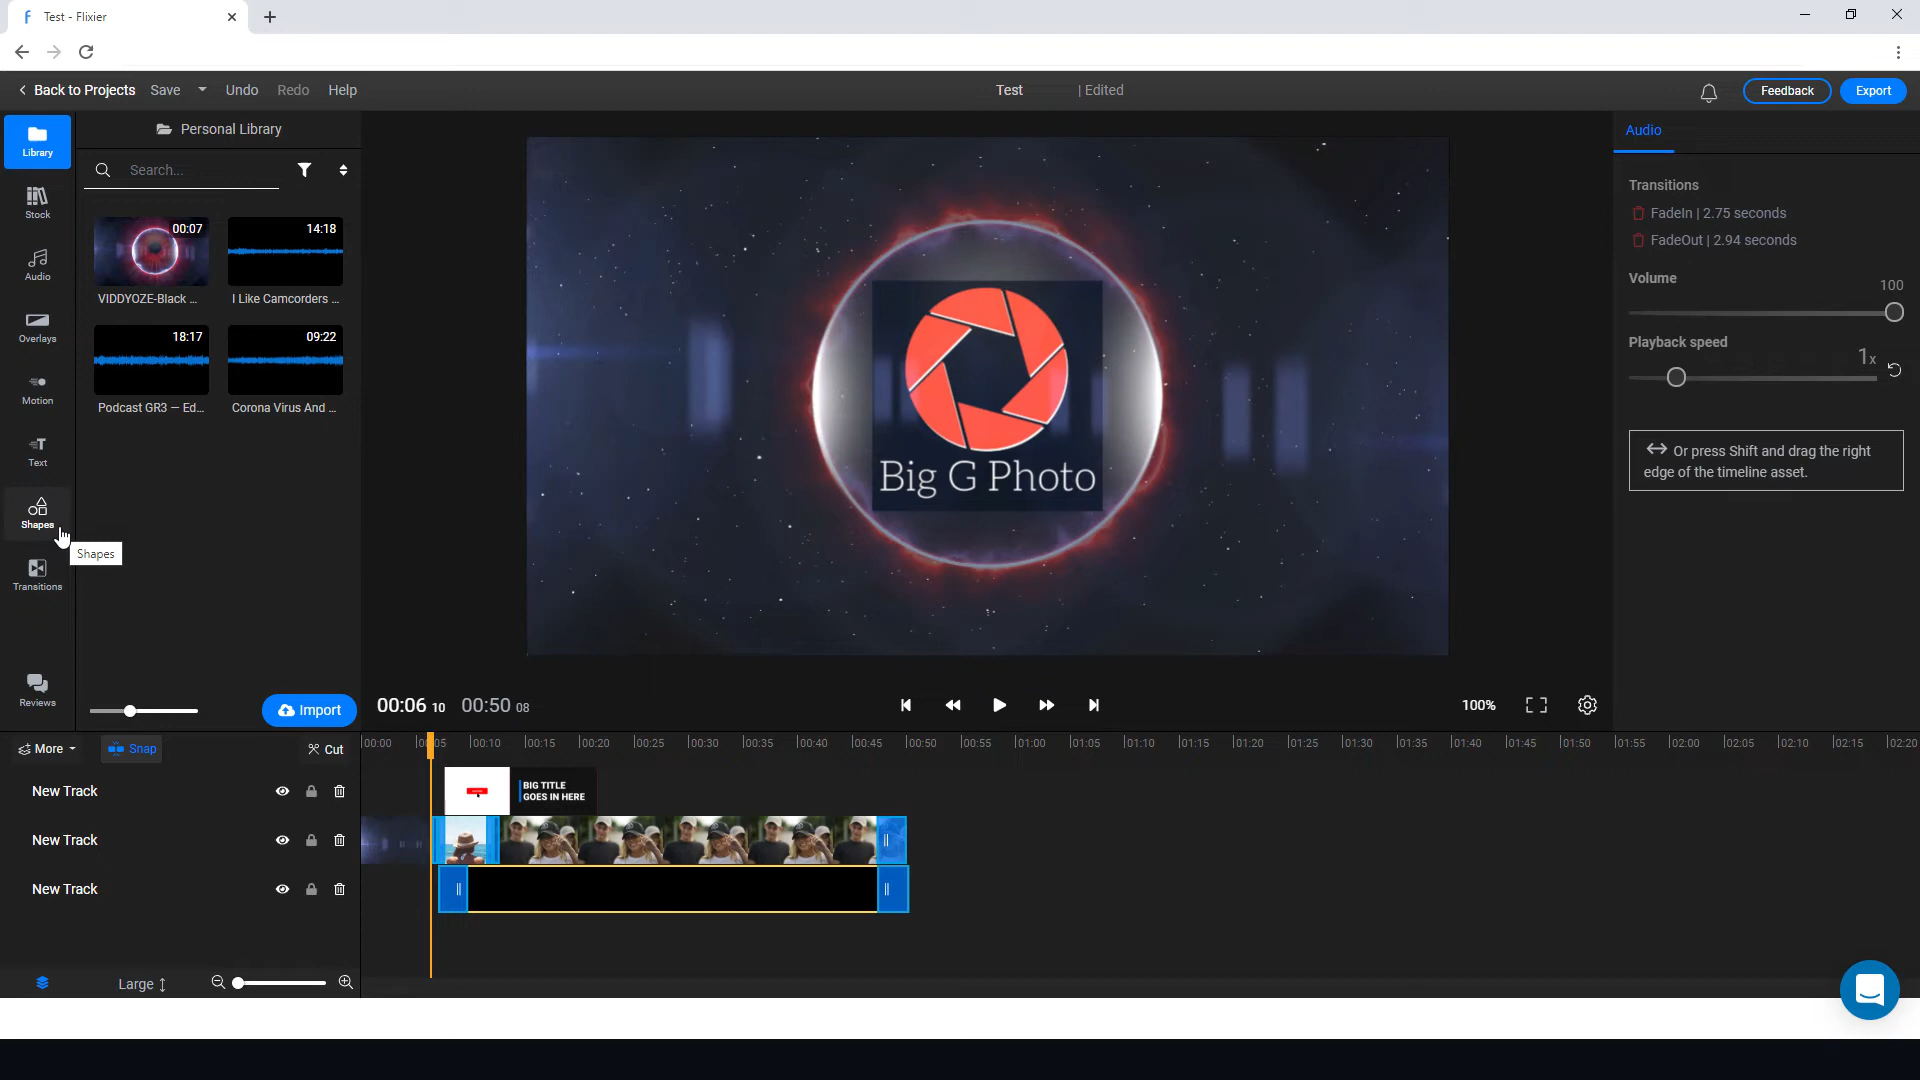 Test - Flixier
Back to Projects Save Undo Redo Help
Test | Edited
Feedback Export
Library
Stock
Audio
Overlays
Motion
Text
Shapes
Shapes
Transitions
Reviews
Personal Library
Search...
00:07 14:18
VIDDYOZE-Black ... I Like Camcorders ...
18:17 09:22
Podcast GR3 – Ed... Corona Virus And ...
Import
Big G Photo
Audio
Transitions
FadeIn | 2.75 seconds
FadeOut | 2.94 seconds
Volume
100
Playback speed
1x
Or press Shift and drag the right
edge of the timeline asset.
00:06 10 00:50 08
100%
More Snap Cut
00:00 00:05 00:10 00:15 00:20 00:25 00:30 00:35 00:40 00:45 00:50 00:55 01:00 01:05 01:10 01:15 01:20 01:25 01:30 01:35 01:40 01:45 01:50 01:55 02:00 02:05 02:10 02:15 02:20
New Track
BIG TITLE
GOES IN HERE
New Track
New Track
Large